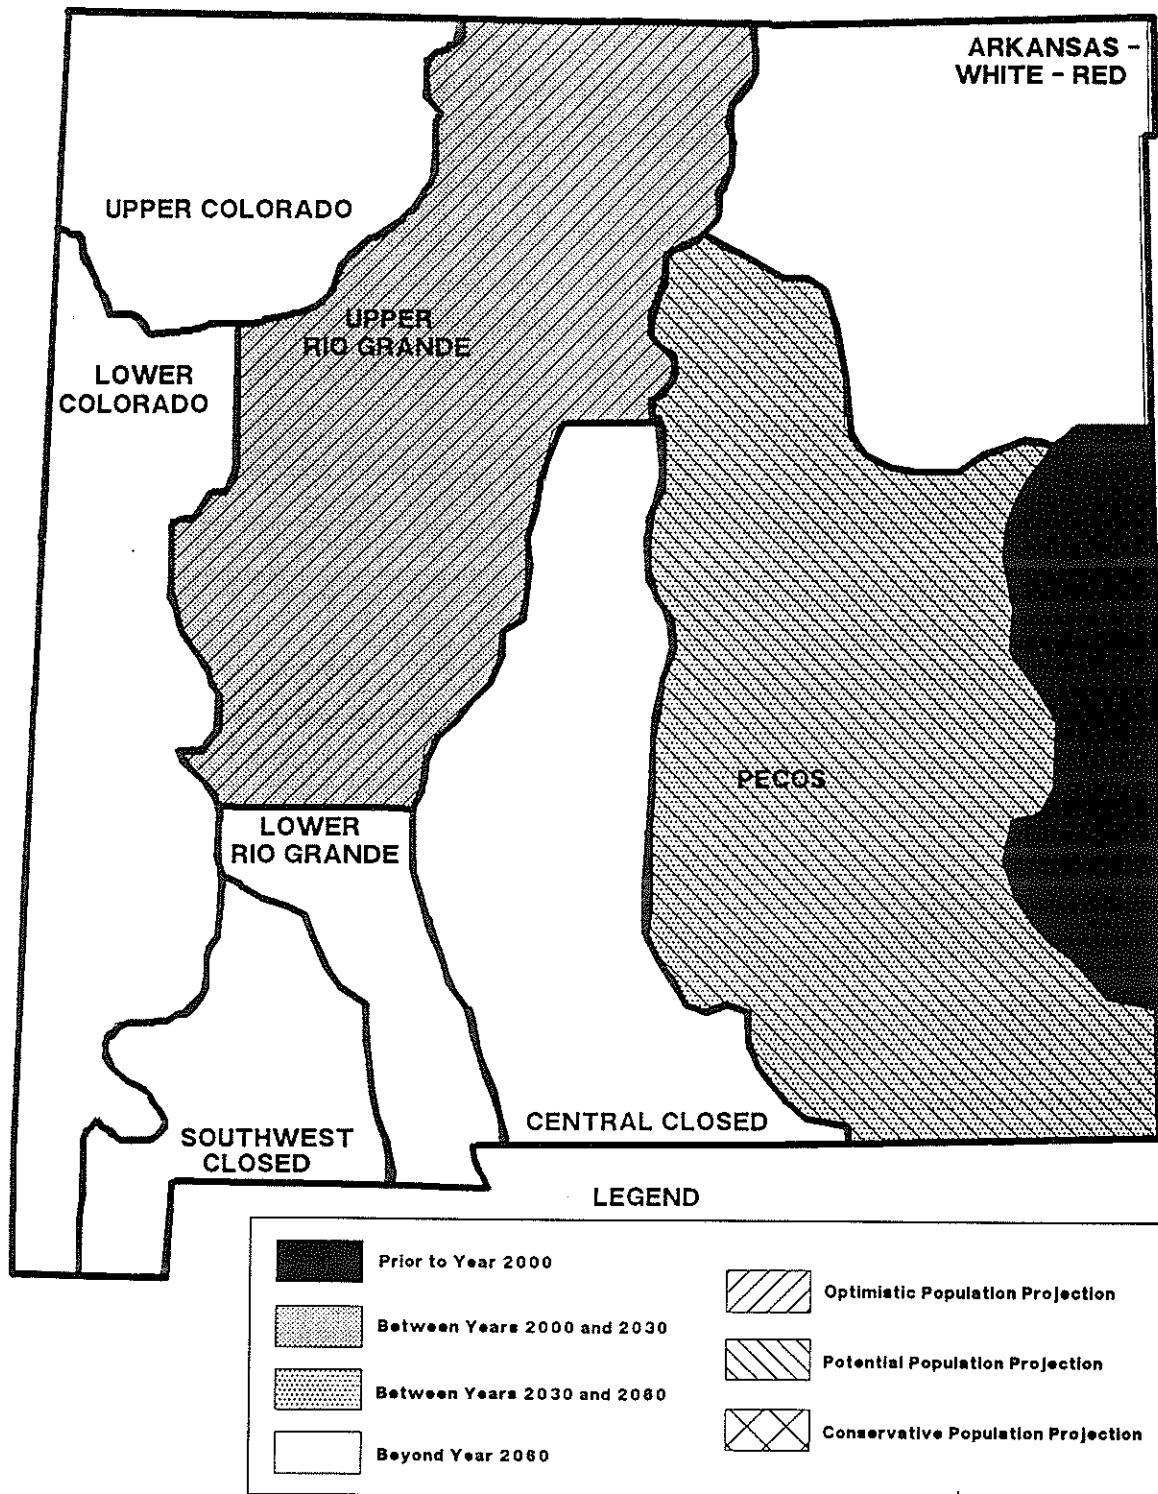 ARKANSAS -
WHITE - RED
UPPER COLORADO
UPPER
RIO GRANDE
LOWER
COLORADO
PECOS
LOWER
RIO GRANDE
CENTRAL CLOSED
SOUTHWEST
CLOSED
LEGEND
Prior to Year 2000
Between Years 2000 and 2030
Between Years 2030 and 2060
Beyond Year 2060
Optimistic Population Projection
Potential Population Projection
Conservative Population Projection